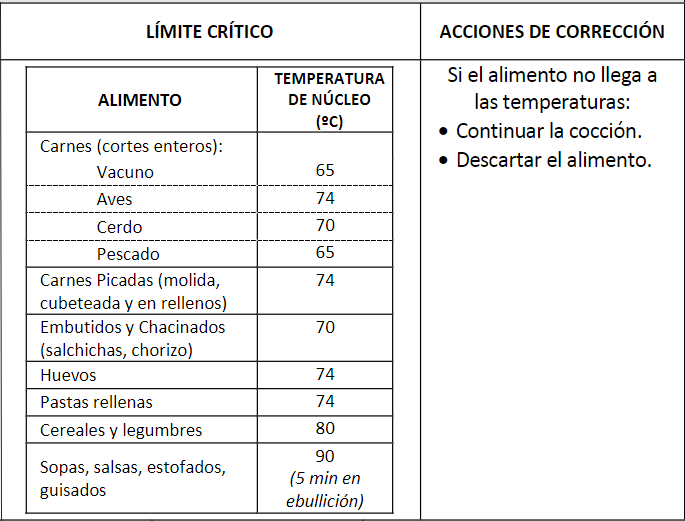 LÍMITE CRÍTICO
ACCIONES DE CORRECCIÓN
ALIMENTO
TEMPERATURA
DE NÚCLEO
(ºC)
Carnes (cortes enteros):
Vacuno
65
Aves
74
Cerdo
70
Pescado
65
Carnes Picadas (molida,
cubeteada y en rellenos)
74
Embutidos y Chacinados
(salchichas, chorizo)
70
Huevos
74
Pastas rellenas
74
Cereales y legumbres
80
Sopas, salsas, estofados,
guisados
90
(5 min en
ebullición)
Si el alimento no llega a
las temperaturas:
• Continuar la cocción.
• Descartar el alimento.